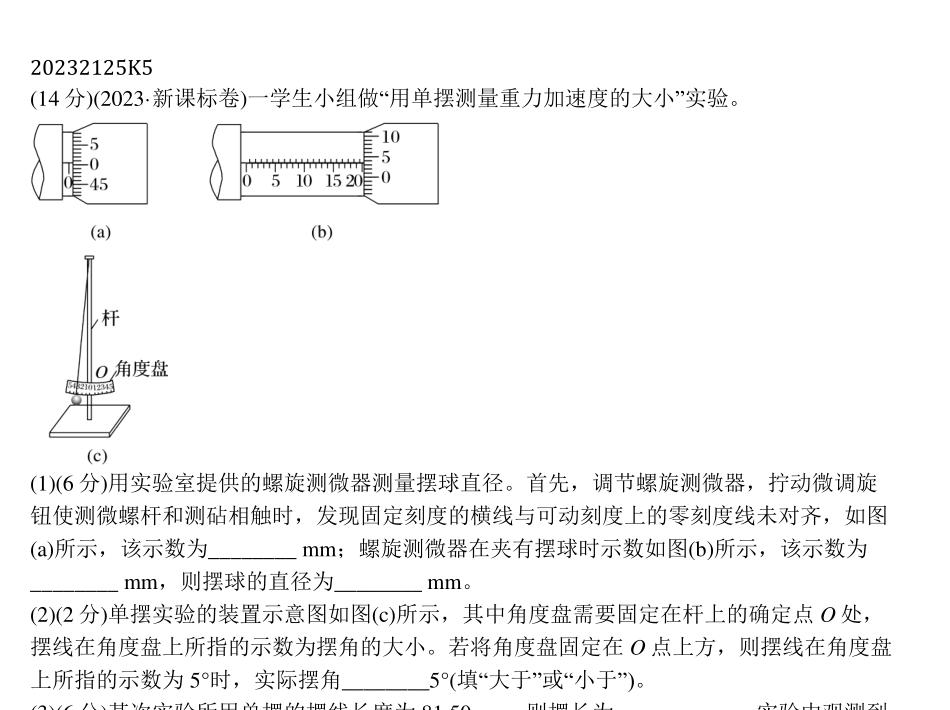 20232125K5
(14 分)(2023·新课标卷)一学生小组做“用单摆测量重力加速度的大小”实验。
5
0
0
45
10
5
0
0 5 10 15 20
(a)
(b)
杆
O 角度盘
54321012345
(c)
(1)(6 分)用实验室提供的螺旋测微器测量摆球直径。首先，调节螺旋测微器，拧动微调旋
钮使测微螺杆和测砧相触时，发现固定刻度的横线与可动刻度上的零刻度线未对齐，如图
(a)所示，该示数为________ mm；螺旋测微器在夹有摆球时示数如图(b)所示，该示数为
________ mm，则摆球的直径为________ mm。
(2)(2 分)单摆实验的装置示意图如图(c)所示，其中角度盘需要固定在杆上的确定点 O 处，
摆线在角度盘上所指的示数为摆角的大小。若将角度盘固定在 O 点上方，则摆线在角度盘
上所指的示数为 5°时，实际摆角________5°(填“大于”或“小于”)。